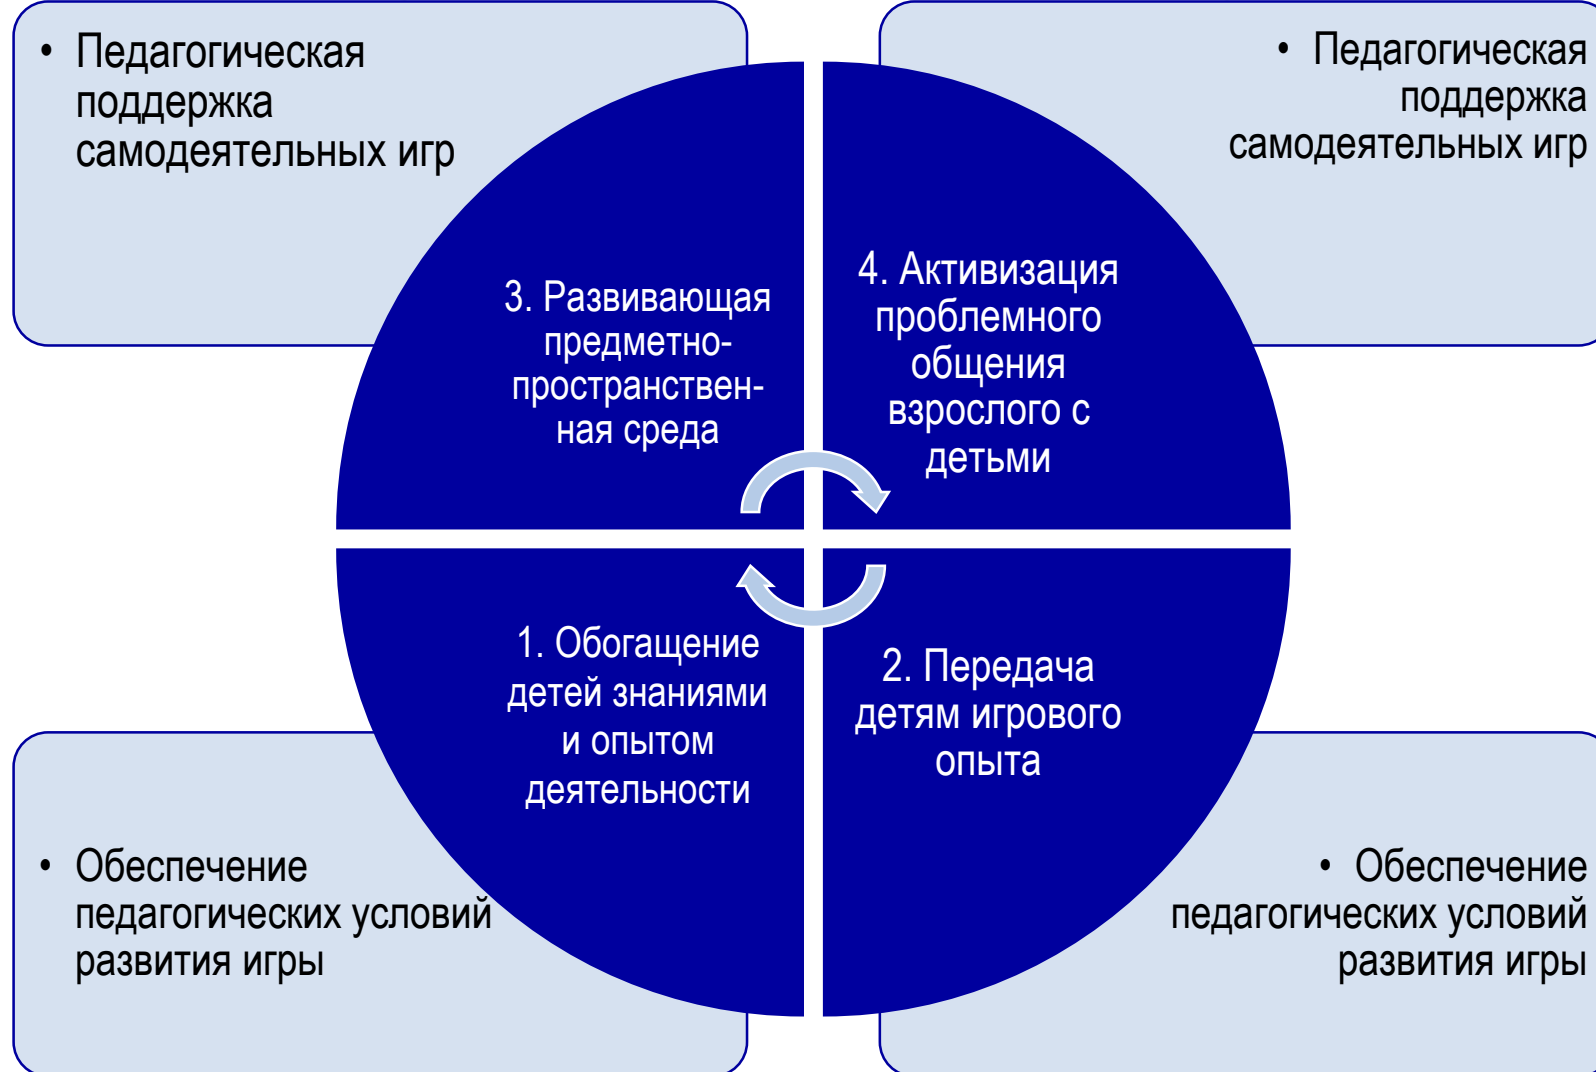 • Педагогическая
поддержка
самодеятельных игр
• Педагогическая
поддержка
самодеятельных игр
3. Развивающая
предметно-
пространствен-
ная среда
4. Активизация
проблемного
общения
взрослого с
детьми
1. Обогащение
детей знаниями
и опытом
деятельности
2. Передача
детям игрового
опыта
• Обеспечение
педагогических условий
развития игры
• Обеспечение
педагогических условий
развития игры